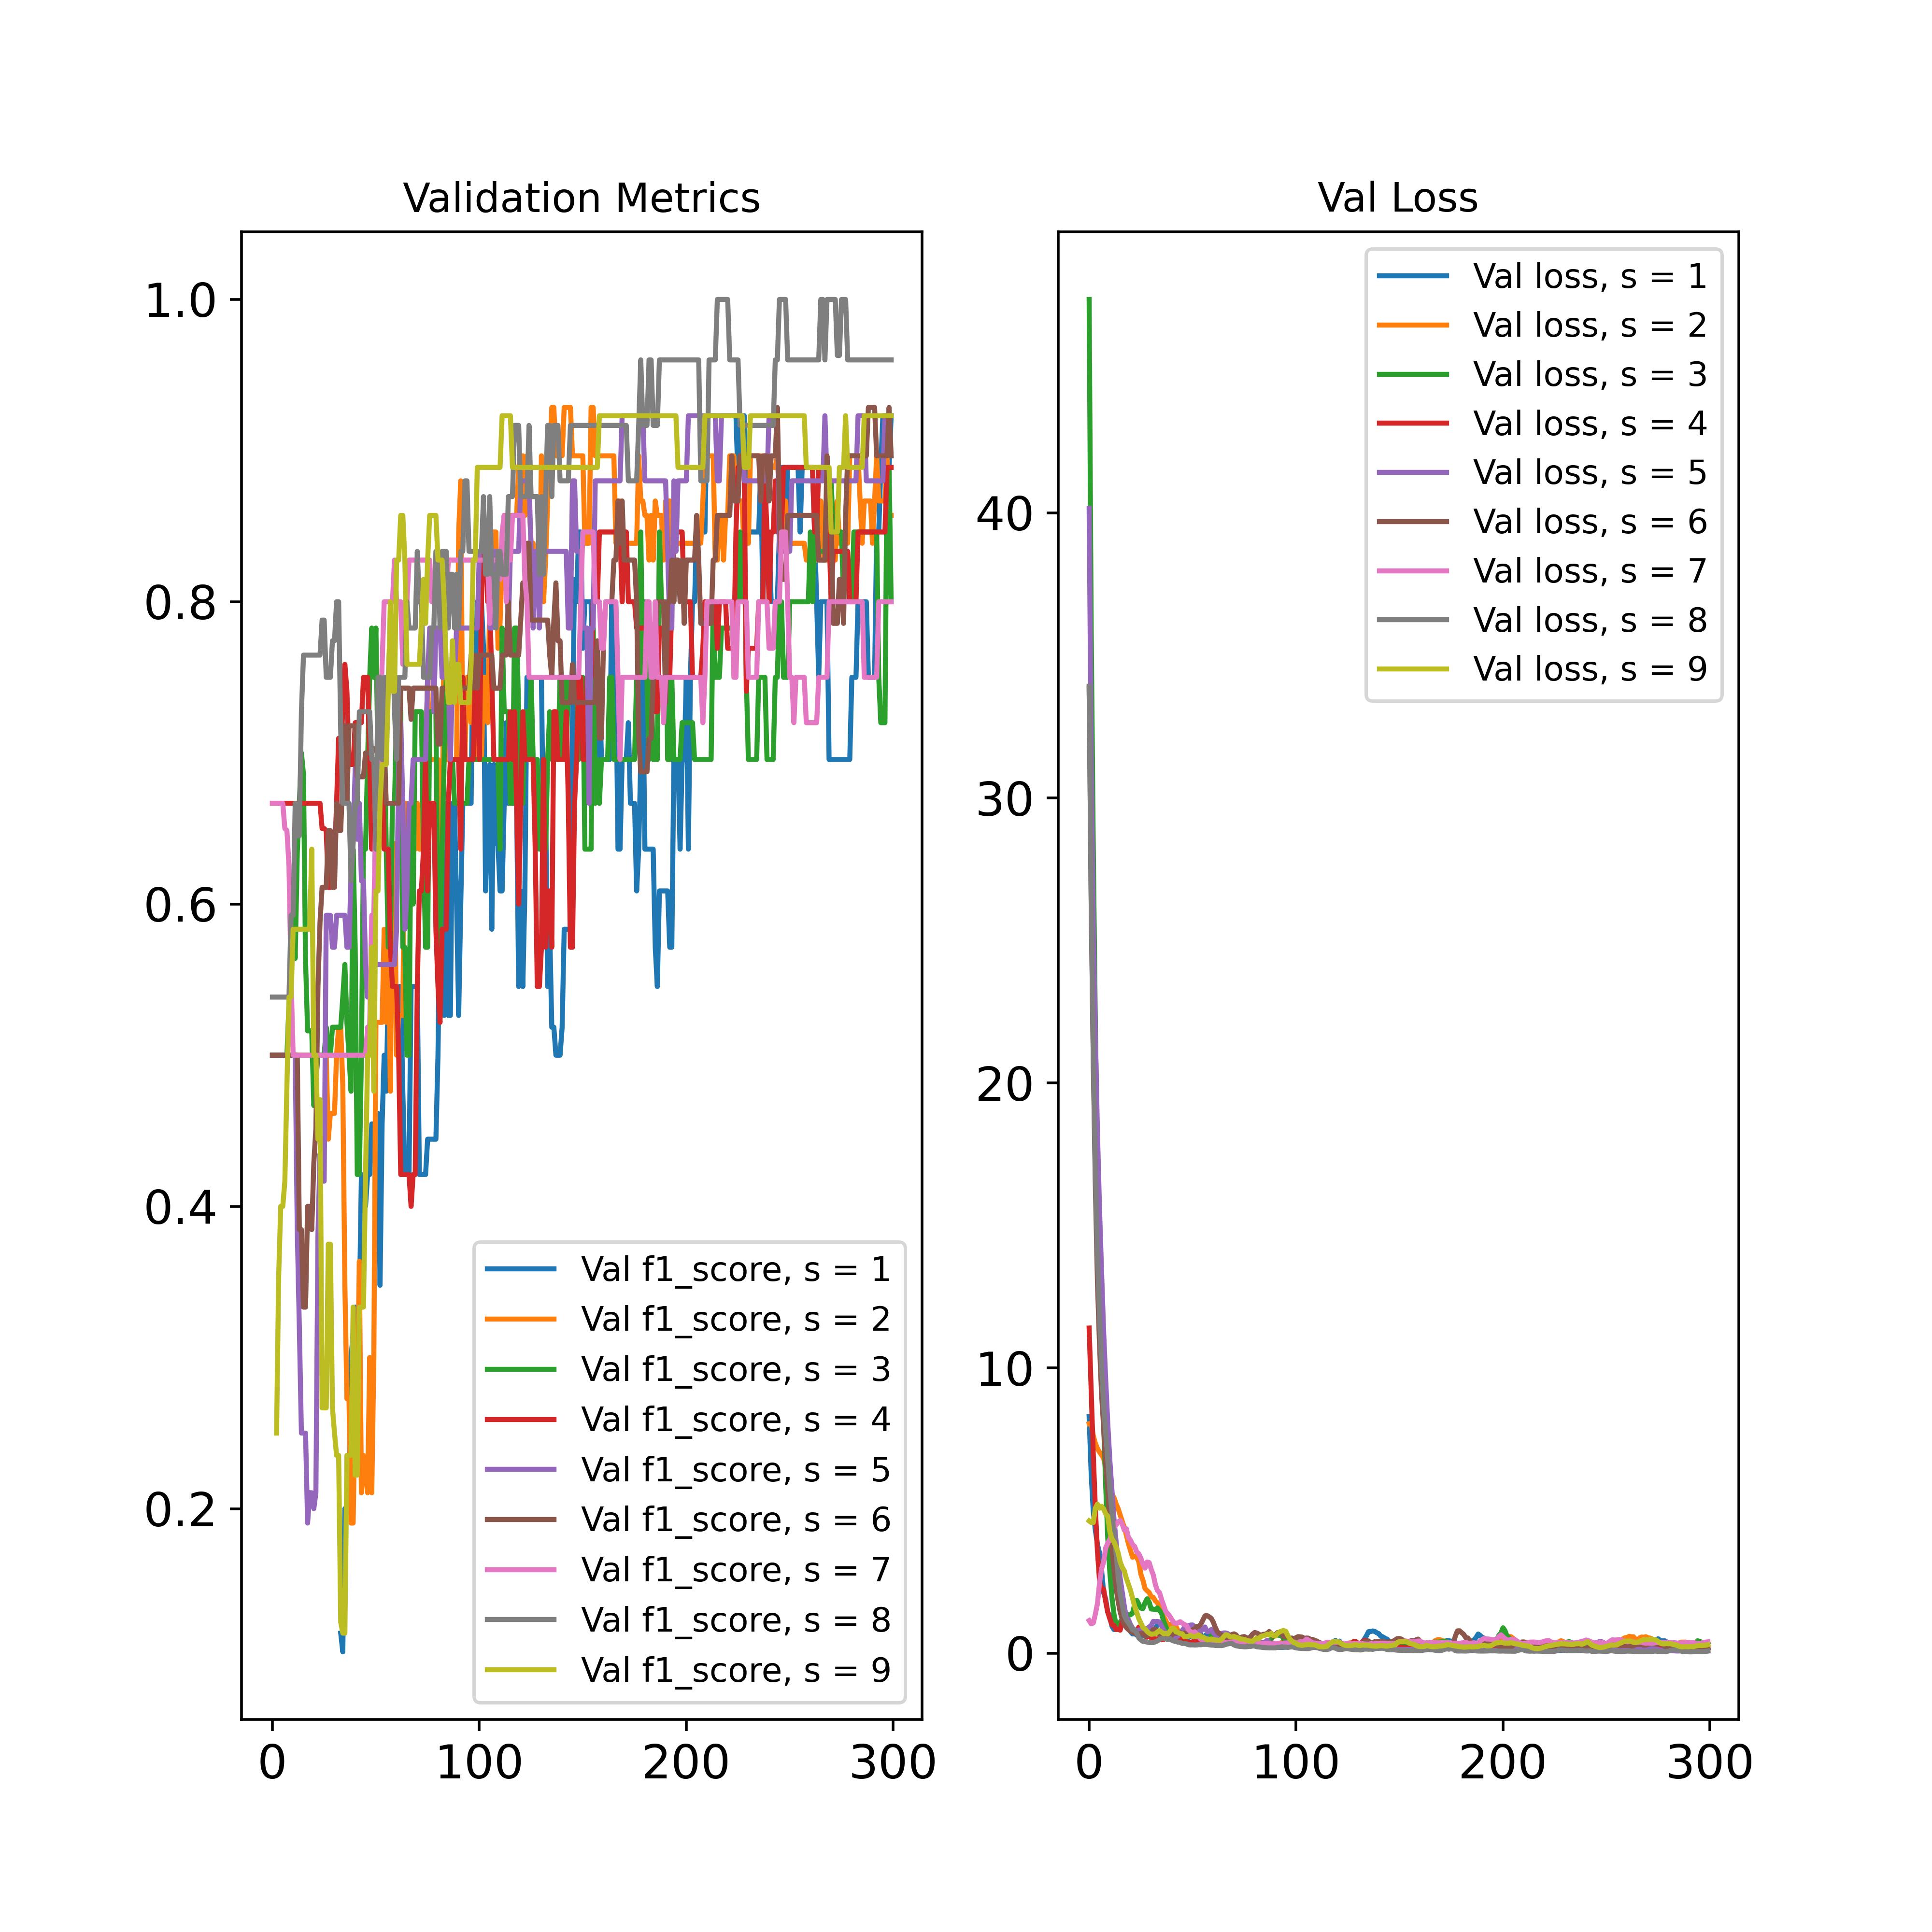 Validation Metrics
1.0
0.8
0.6
0.4
0.2
0 100 200 300
Val f1_score, s = 1
Val f1_score, s = 2
Val f1_score, s = 3
Val f1_score, s = 4
Val f1_score, s = 5
Val f1_score, s = 6
Val f1_score, s = 7
Val f1_score, s = 8
Val f1_score, s = 9
Val Loss
40
30
20
10
0
0 100 200 300
Val loss, s = 1
Val loss, s = 2
Val loss, s = 3
Val loss, s = 4
Val loss, s = 5
Val loss, s = 6
Val loss, s = 7
Val loss, s = 8
Val loss, s = 9